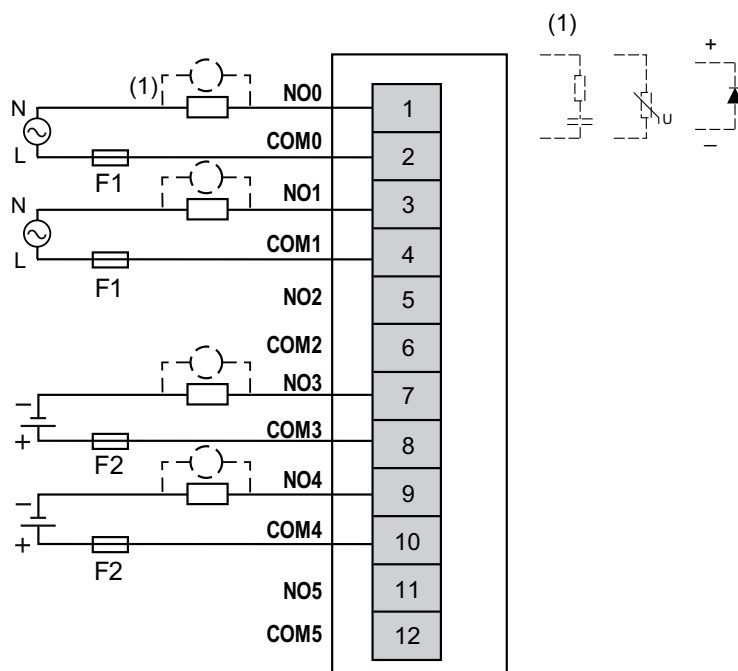 (1)
+
U
–
(1)
N
L
F1
NO0
1
COM0
2
N
L
F1
NO1
3
COM1
4
NO2
5
COM2
6
NO3
7
–
+
F2
COM3
8
NO4
9
–
+
F2
COM4
10
NO5
11
COM5
12